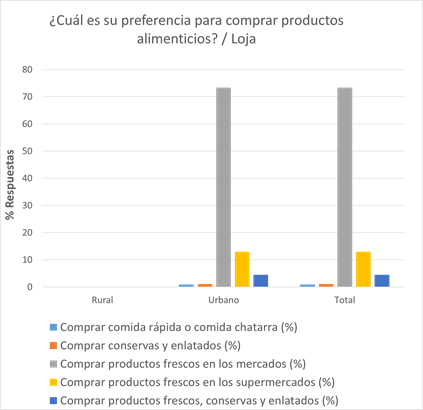 ¿Cuál es su preferencia para comprar productos
alimenticios? / Loja
80
70
60
50
40
30
20
10
0
% Respuestas
Rural
Urbano
Total
Comprar comida rápida o comida chatarra (%)
Comprar conservas y enlatados (%)
Comprar productos frescos en los mercados (%)
Comprar productos frescos en los supermercados (%)
Comprar productos frescos, conservas y enlatados (%)